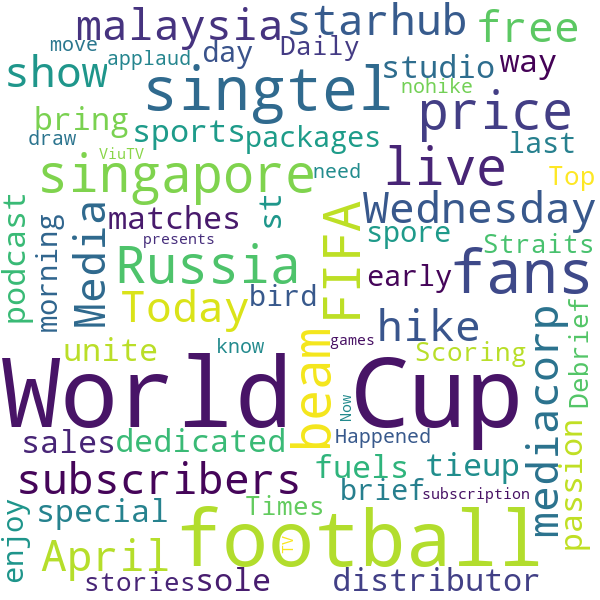 malaysia
starhub
free
move
applaud
day
Daily
show
singtel
studio
way
nohike
bring
sports
packages
price
last
draw
ViuTV
singapore
need
live
Top
podcast
morning
Media
matches
presents
st
FIFA
Wednesday
spore
Straits
Russia
early
fans
Today
bird
hike
unite
know
beam
games
Scoring
mediacorp
Debrief
World Cup
Now
sales
dedicated
Happened
passion
subscribers
fuels
tieup
brief
subscription
enjoy
special
Times
football
April
TV
stories
sole
distributor